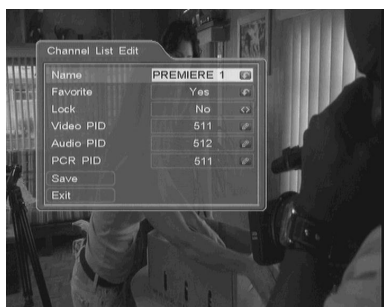 Channel List Edit
Name PREMIERE 1
Favorite Yes
Lock No
Video PID 511
Audio PID 512
PCR PID 511
Save
Exit